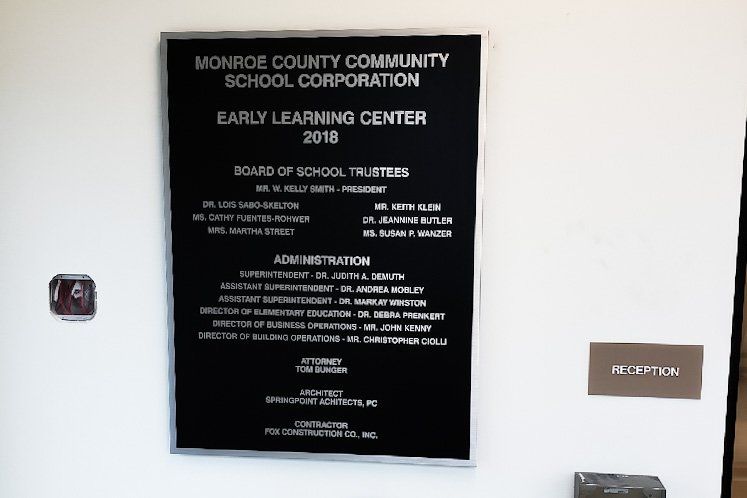 MONROE COUNTY COMMUNITY
SCHOOL CORPORATION
EARLY LEARNING CENTER
2018
BOARD OF SCHOOL TRUSTEES
MR. W. KELLY SMITH - PRESIDENT
DR. LOIS SABO-SKELTON MR. KEITH KLEIN
MS. CATHY FUENTES-ROHWER DR. JEANNINE BUTLER
MRS. MARTHA STREET MS. SUSAN P. WANZER
ADMINISTRATION
SUPERINTENDENT - DR. JUDITH A. DEMUTH
ASSISTANT SUPERINTENDENT - DR. ANDREA MOBLEY
ASSISTANT SUPERINTENDENT - DR. MARKAY WINSTON
DIRECTOR OF ELEMENTARY EDUCATION - DR. DEBRA PRENKERT
DIRECTOR OF BUSINESS OPERATIONS - MR. JOHN KENNY
DIRECTOR OF BUILDING OPERATIONS - MR. CHRISTOPHER CIOLLI
ATTORNEY
TOM BUNGER
ARCHITECT
SPRINGPOINT ACHITECTS, PC
CONTRACTOR
FOX CONSTRUCTION CO., INC.
RECEPTION